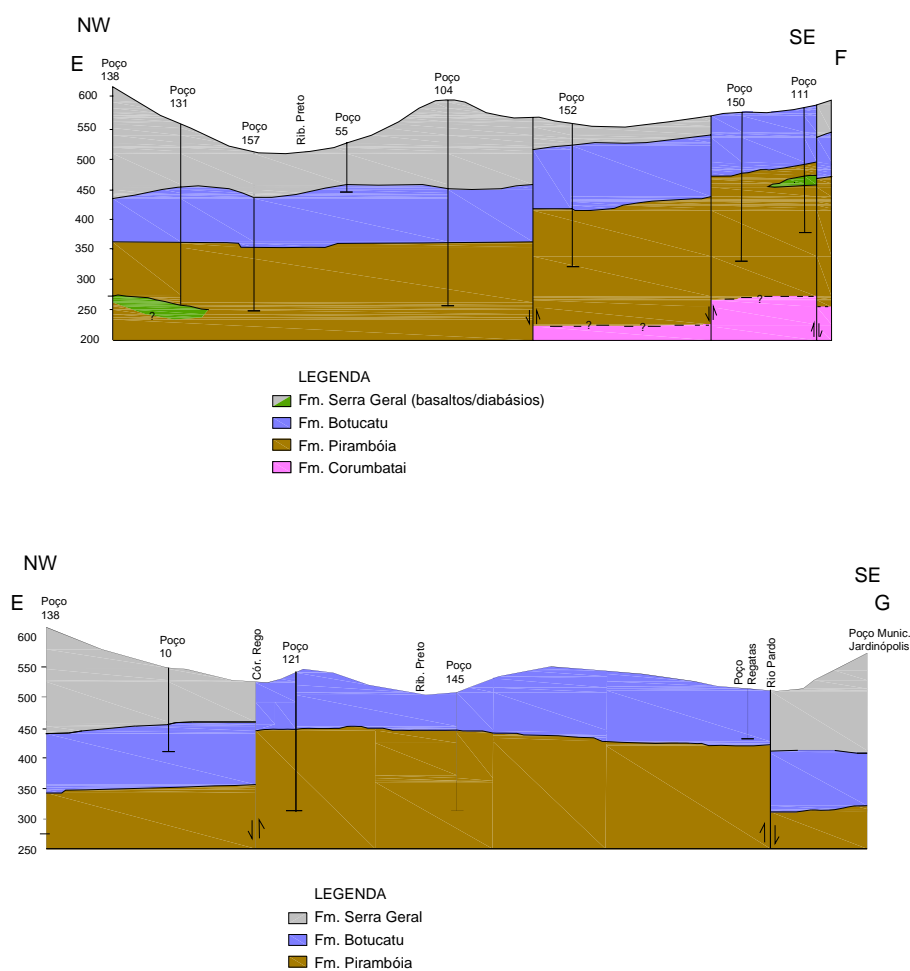 NW
SE
E
F
Poço
138
Poço
131
Poço
157
Rib. Preto
Poço
55
Poço
104
Poço
152
Poço
150
Poço
111
600
550
500
450
400
350
300
250
200
?
?
?
?
LEGENDA
Fm. Serra Geral (basaltos/diabásios)
Fm. Botucatu
Fm. Pirambóia
Fm. Corumbatai
NW
SE
E
G
Poço
138
Poço
10
Cór. Rego
Poço
121
Rib. Preto
Poço
145
Poço
Regatas
Rio Pardo
Poço Munic.
Jardinópolis
600
550
500
450
400
350
300
250
LEGENDA
Fm. Serra Geral
Fm. Botucatu
Fm. Pirambóia